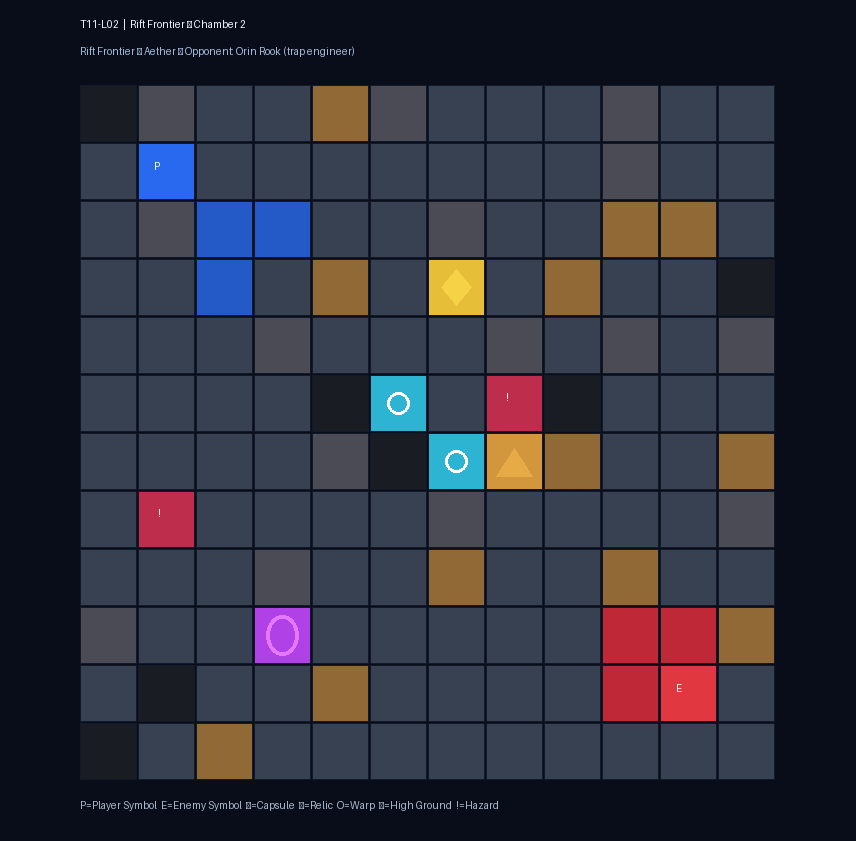 T11-L02 | Rift Frontier ▯ Chamber 2
Rift Frontier ▯ Aether ▯ Opponent: Orin Rook (trap engineer)
P
!
!
E
P=Player Symbol E=Enemy Symbol ▯=Capsule ▯=Relic O=Warp ▯=High Ground !=Hazard